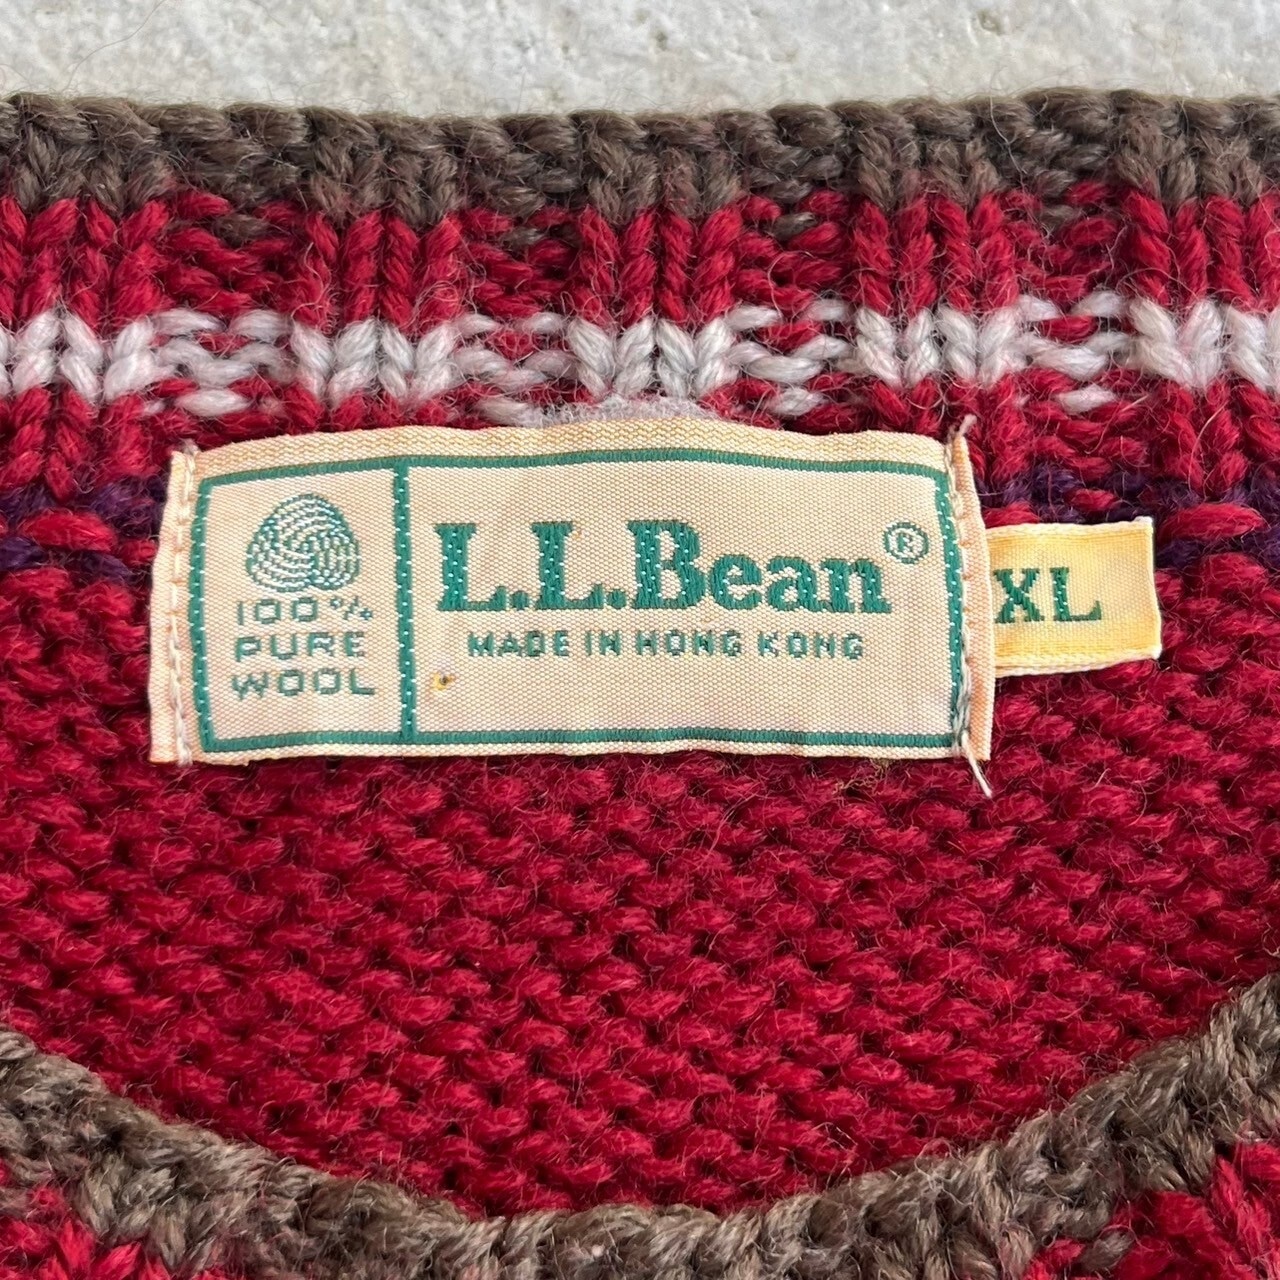 100%
PURE
WOOL
L.L.Bean®
MADE IN HONG KONG
XL